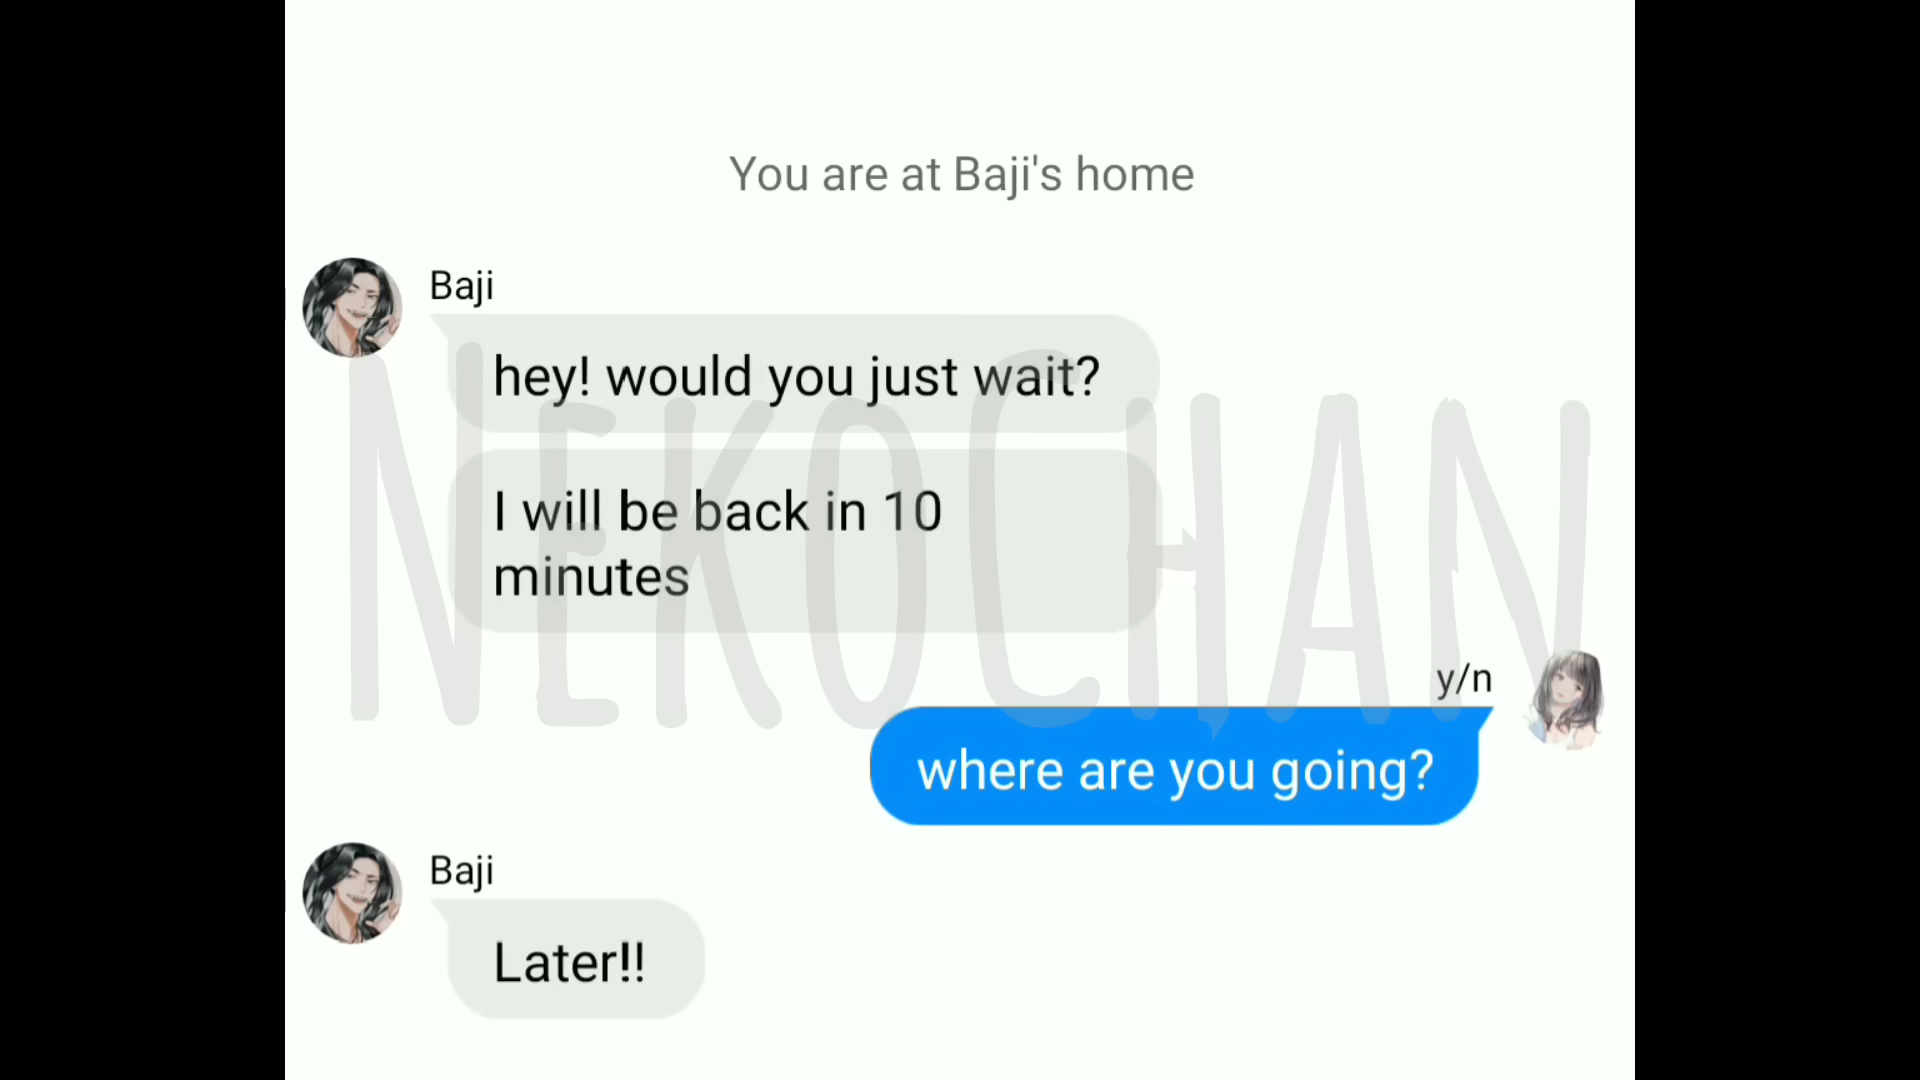 You are at Baji's home
Baji
hey! would you just wait?
I will be back in 10
minutes
NEKOCHAN
y/n
where are you going?
Baji
Later!!